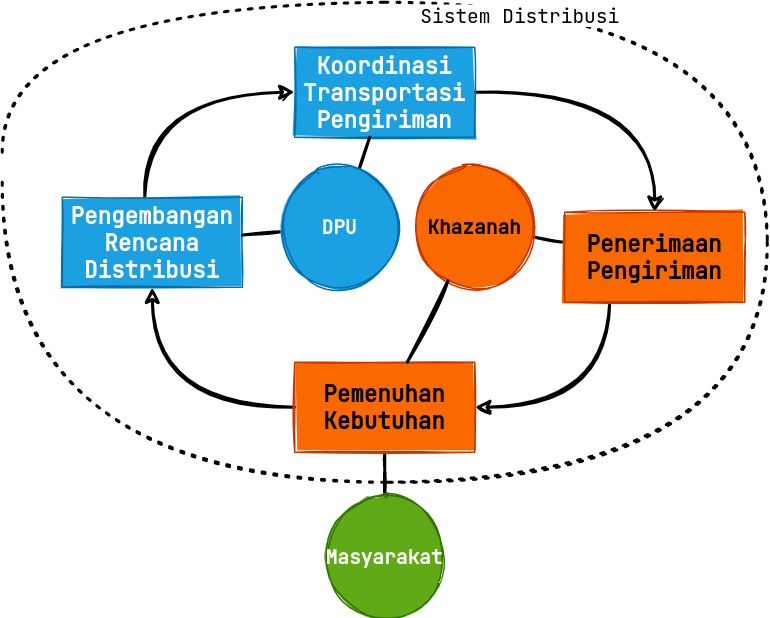 Sistem Distribusi
Koordinasi
Transportasi
Pengiriman
Pengembangan
Rencana
Distribusi
DPU
Khazanah
Penerimaan
Pengiriman
Pemenuhan
Kebutuhan
Masyarakat